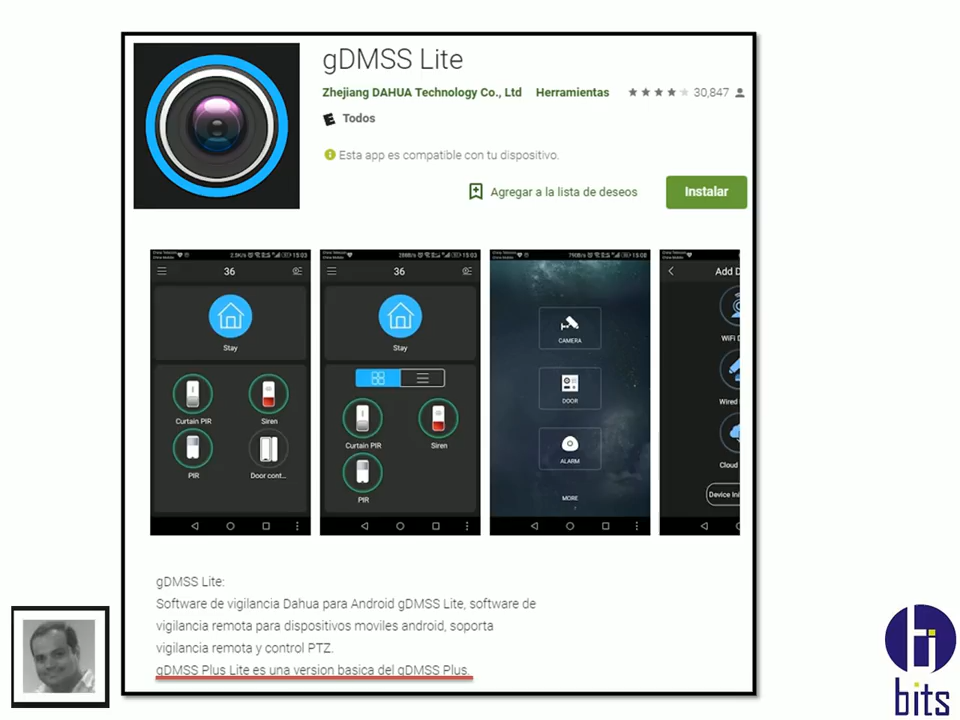 gDMSS Lite
Zhejiang DAHUA Technology Co., Ltd Herramientas 30,847
Todos
Esta app es compatible con tu dispositivo.
Agregar a la lista de deseos Instalar
36
Stay
Curtain PIR Siren
PIR Door cont...
36
Stay
Curtain PIR Siren
PIR
CAMERA
DOOR
ALARM
MORE
Add D
WiFi D
Wired
Cloud
Device Ini
gDMSS Lite:
Software de vigilancia Dahua para Android gDMSS Lite, software de
vigilancia remota para dispositivos moviles android, soporta
vigilancia remota y control PTZ.
gDMSS Plus Lite es una version basica del gDMSS Plus.
bits